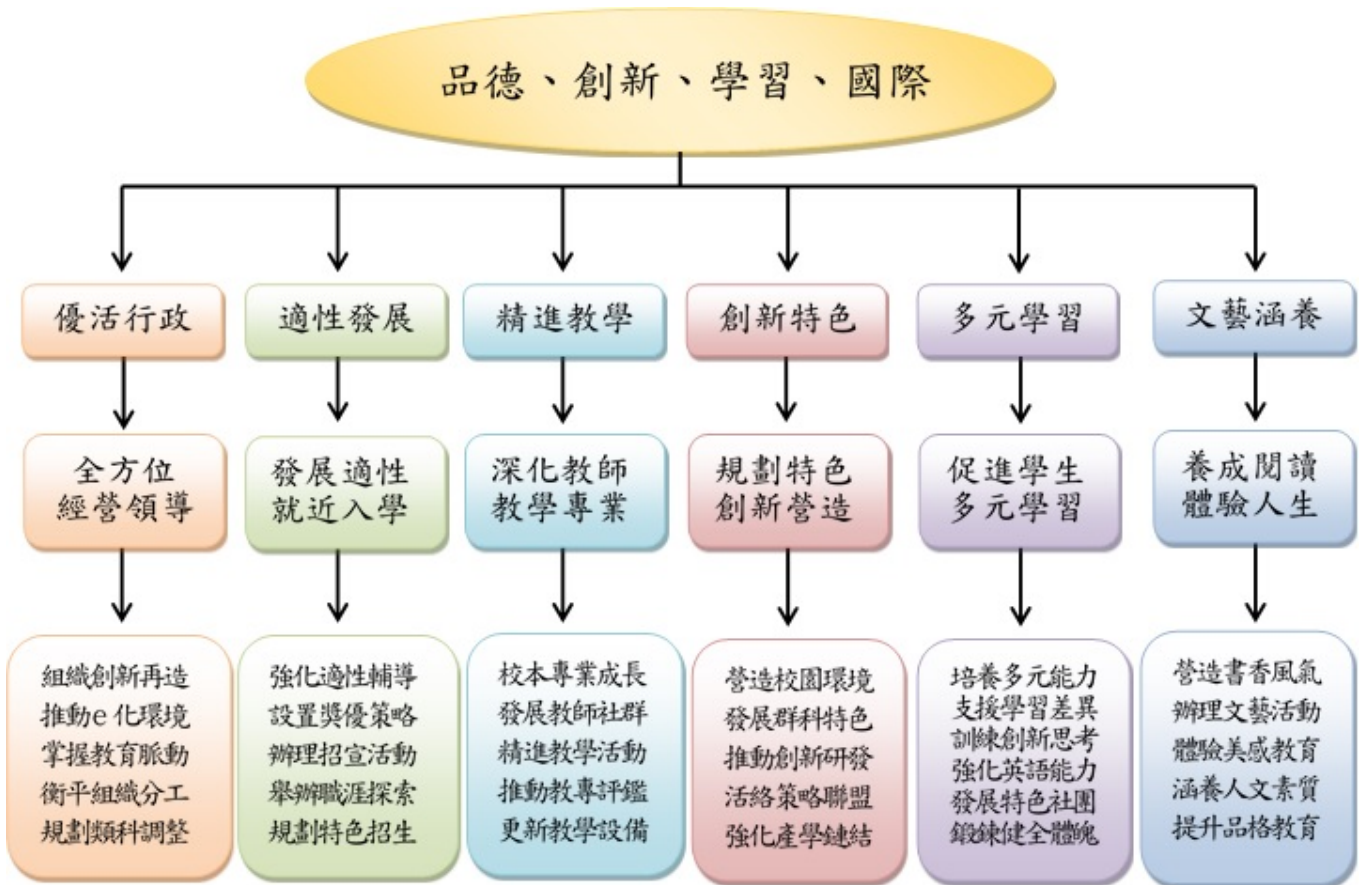 品德、創新、學習、國際
優活行政
適性發展
精進教學
創新特色
多元學習
文藝涵養
全方位
經營領導
發展適性
就近入學
深化教師
教學專業
規劃特色
創新營造
促進學生
多元學習
養成閱讀
體驗人生
組織創新再造
推動e化環境
掌握教育脈動
衡平組織分工
規劃類科調整
強化適性輔導
設置獎優策略
辦理招宣活動
舉辦職涯探索
規劃特色招生
校本專業成長
發展教師社群
精進教學活動
推動教專評鑑
更新教學設備
營造校園環境
發展群科特色
推動創新研發
活絡策略聯盟
強化產學鏈結
培養多元能力
支援學習差異
訓練創新思考
強化英語能力
發展特色社團
鍛鍊健全體魄
營造書香風氣
辦理文藝活動
體驗美感教育
涵養人文素質
提升品格教育